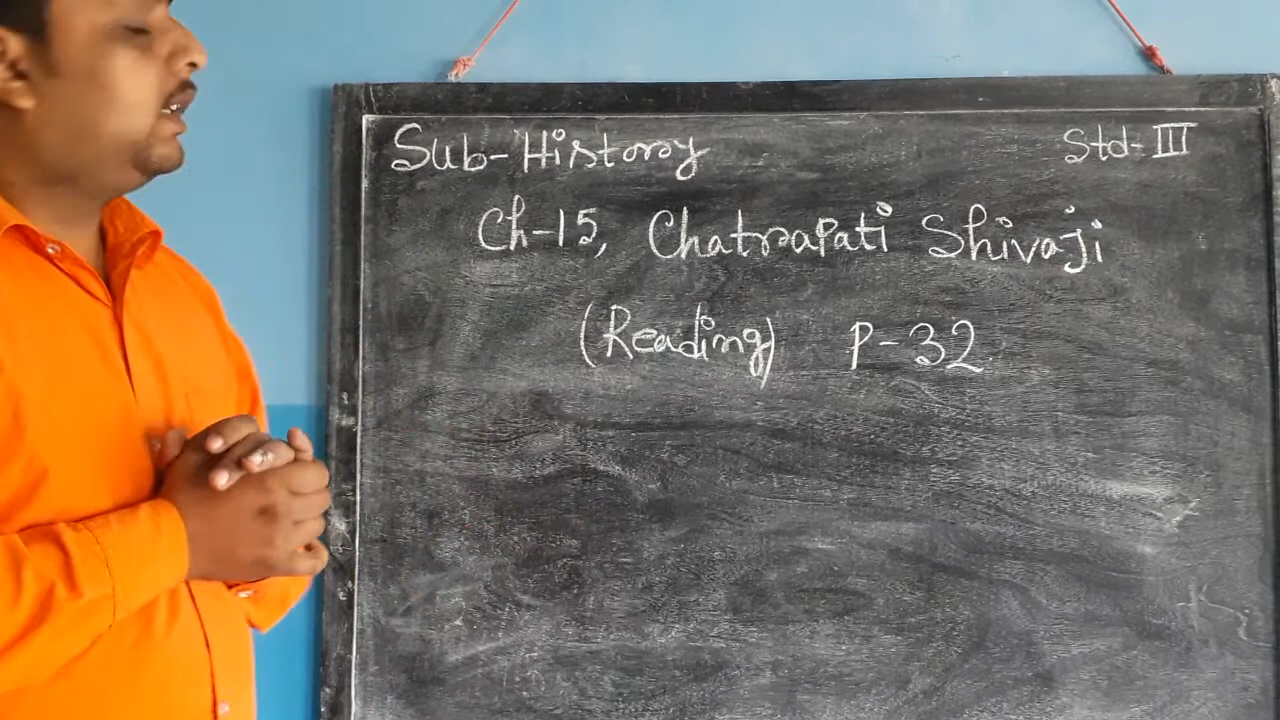 Sub-History Std-III
Ch-15, Chatrapati Shivaji
(Reading) P-32